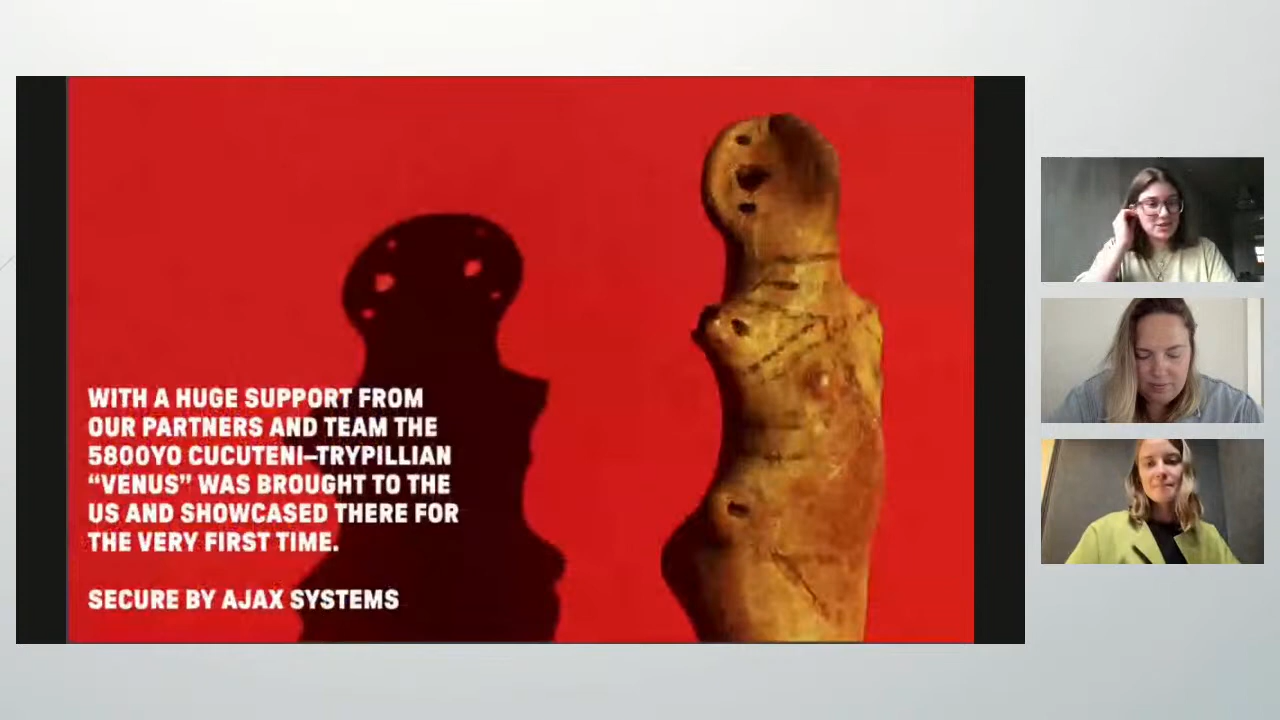 WITH A HUGE SUPPORT FROM
OUR PARTNERS AND TEAM THE
5800YO CUCUTENI–TRYPILLIAN
“VENUS” WAS BROUGHT TO THE
US AND SHOWCASED THERE FOR
THE VERY FIRST TIME.
SECURE BY AJAX SYSTEMS